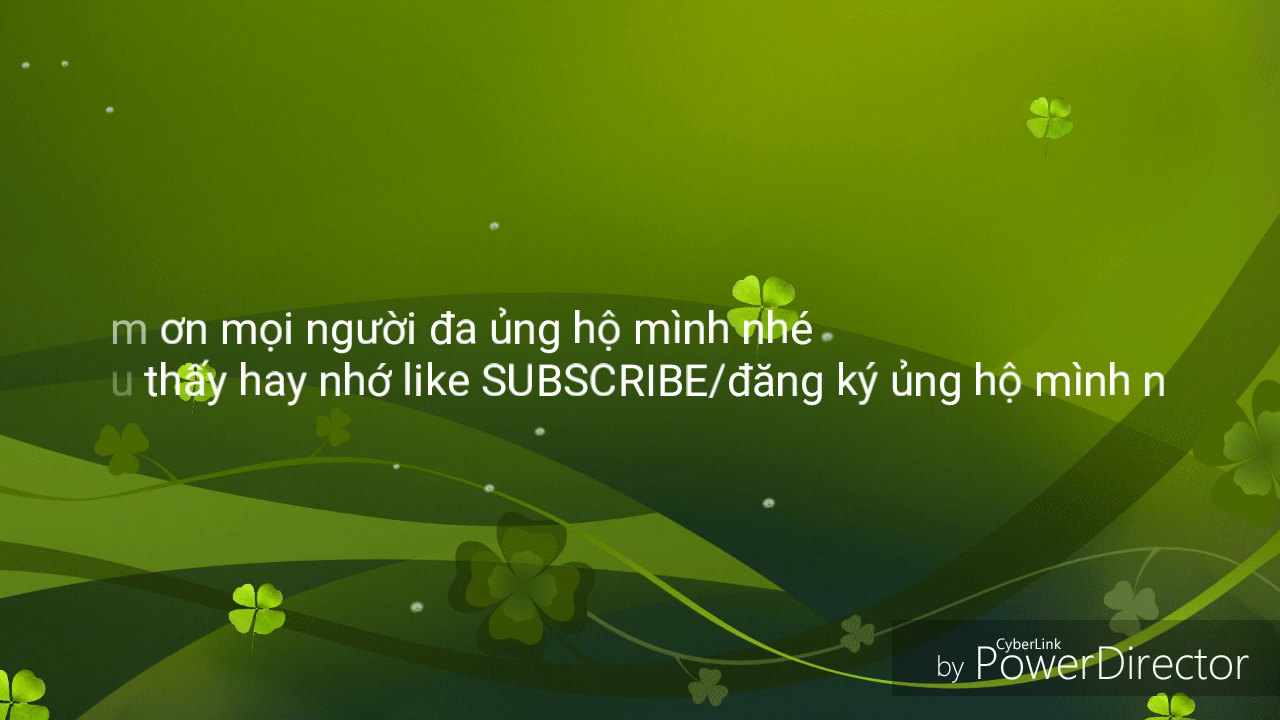 m ơn mọi người đa ủng hộ mình nhé
u thấy hay nhớ like SUBSCRIBE/đăng ký ủng hộ mình n
CyberLink
by PowerDirector